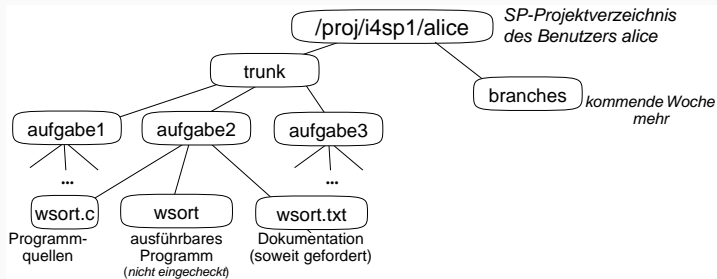 /proj/i4sp1/alice
SP-Projektverzeichnis
des Benutzers alice
trunk
branches
kommende Woche
mehr
aufgabe1
aufgabe2
aufgabe3
...
...
wsort.c
wsort
wsort.txt
Programm-
quellen
ausführbares
Programm
(nicht eingecheckt)
Dokumentation
(soweit gefordert)